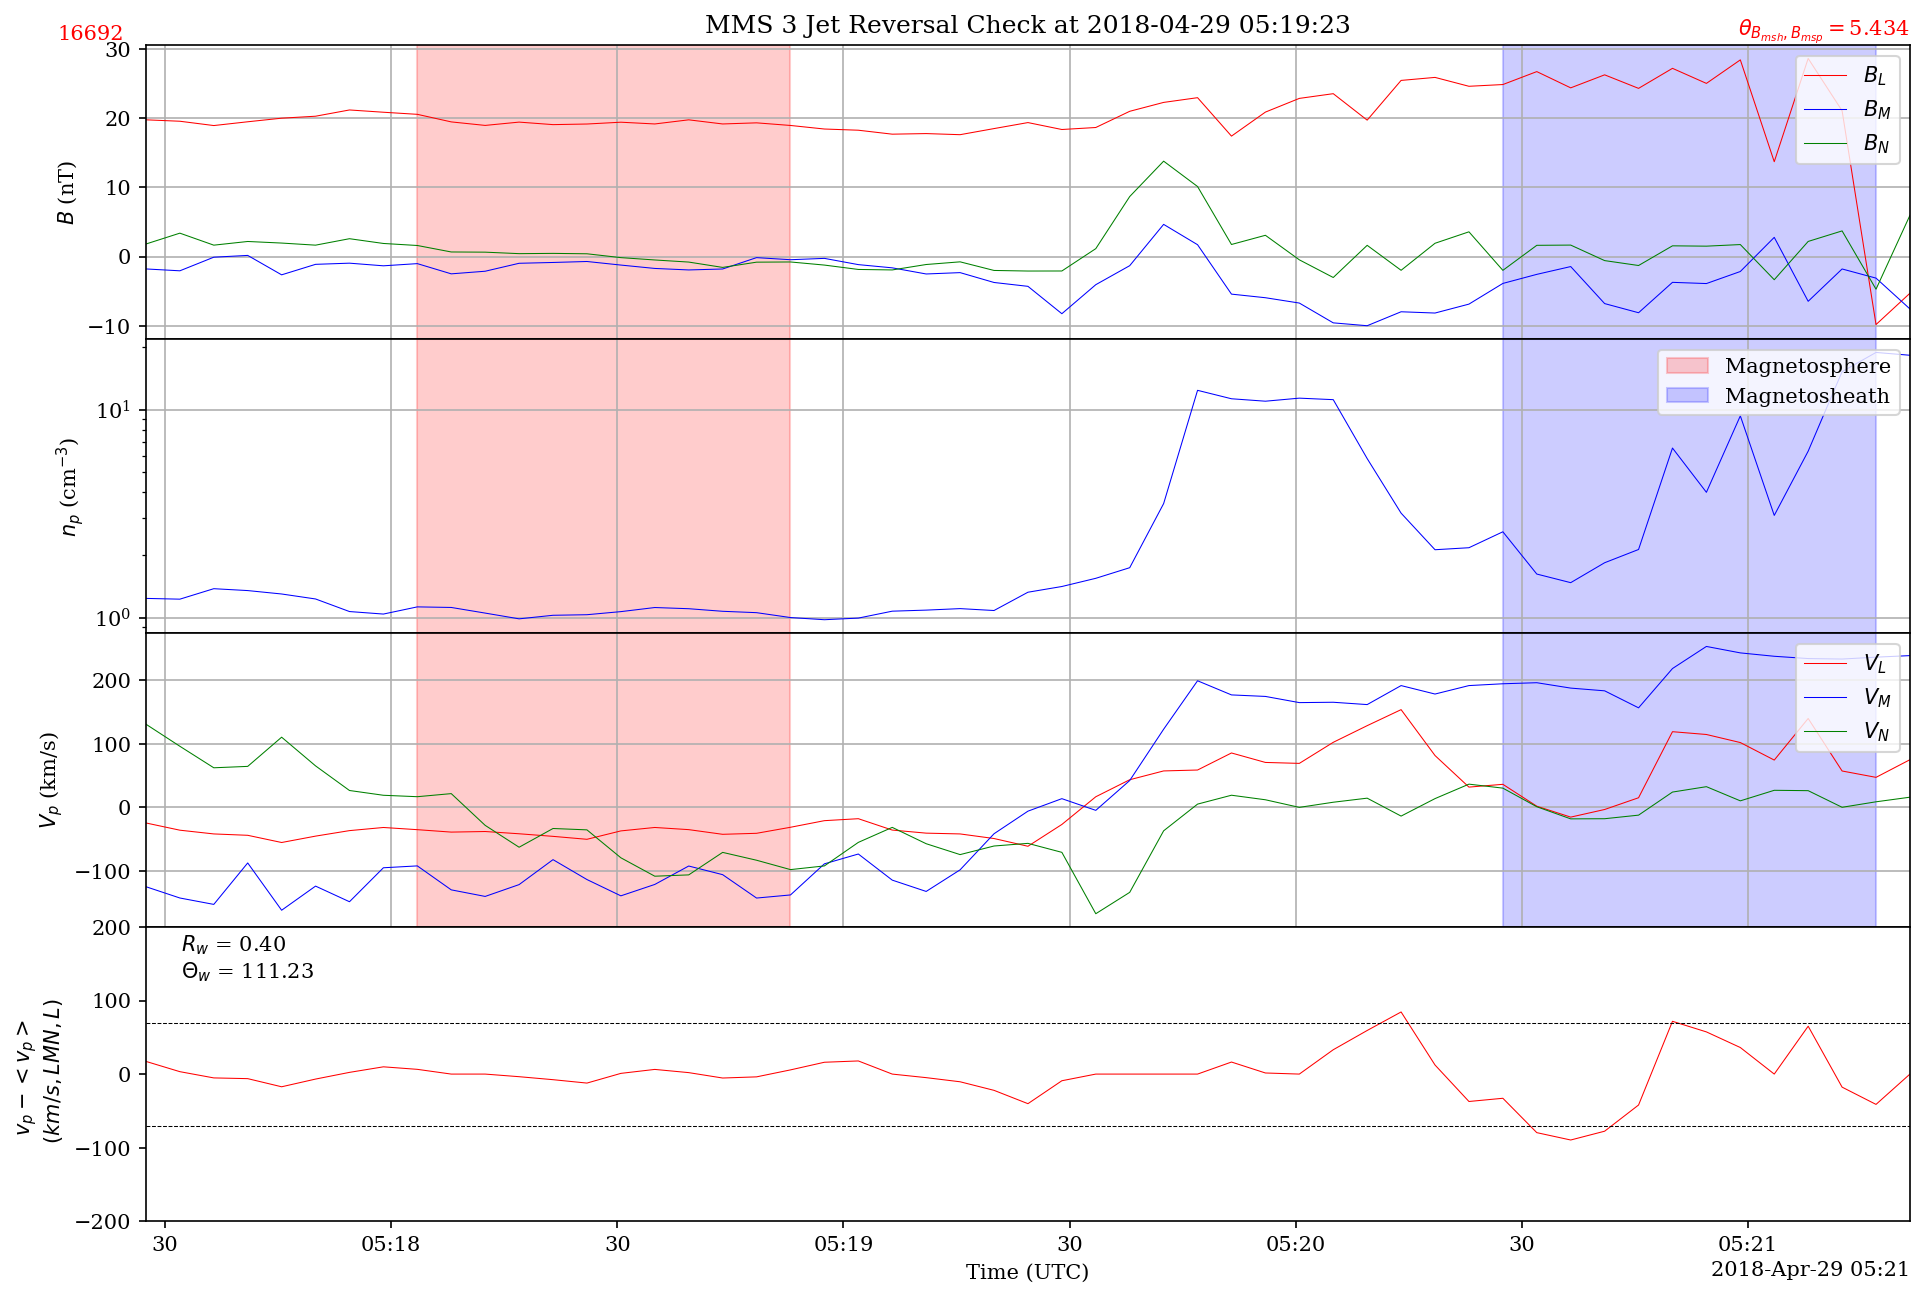 16692
MMS 3 Jet Reversal Check at 2018-04-29 05:19:23
θ_{B_{msh}, B_{msp}} = 5.434
30
20
10
0
−10
B (nT)
B_L
B_M
B_N
10^1
10^0
n_p (cm^{−3})
Magnetosphere
Magnetosheath
200
100
0
−100
V_p (km/s)
V_L
V_M
V_N
200
100
0
−100
−200
v_p − < v_p >
(km/s, LMN, L)
R_w = 0.40
Θ_w = 111.23
30
05:18
30
05:19
30
05:20
30
05:21
Time (UTC)
2018-Apr-29 05:21